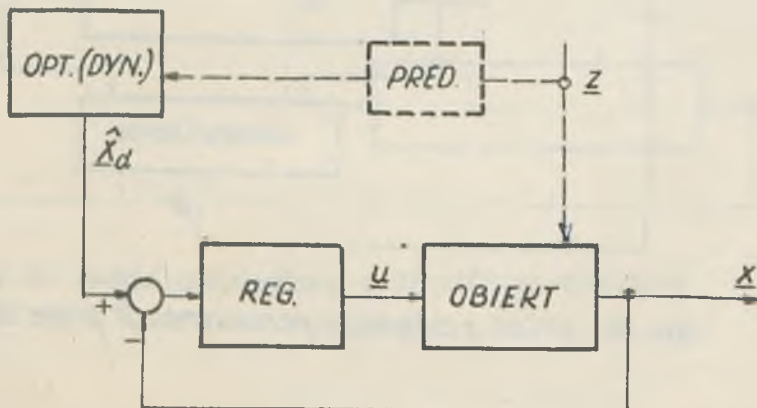 OPT.(DYN.)
PRED.
z
X̂d
REG.
u
OBIEKT
x
+
-